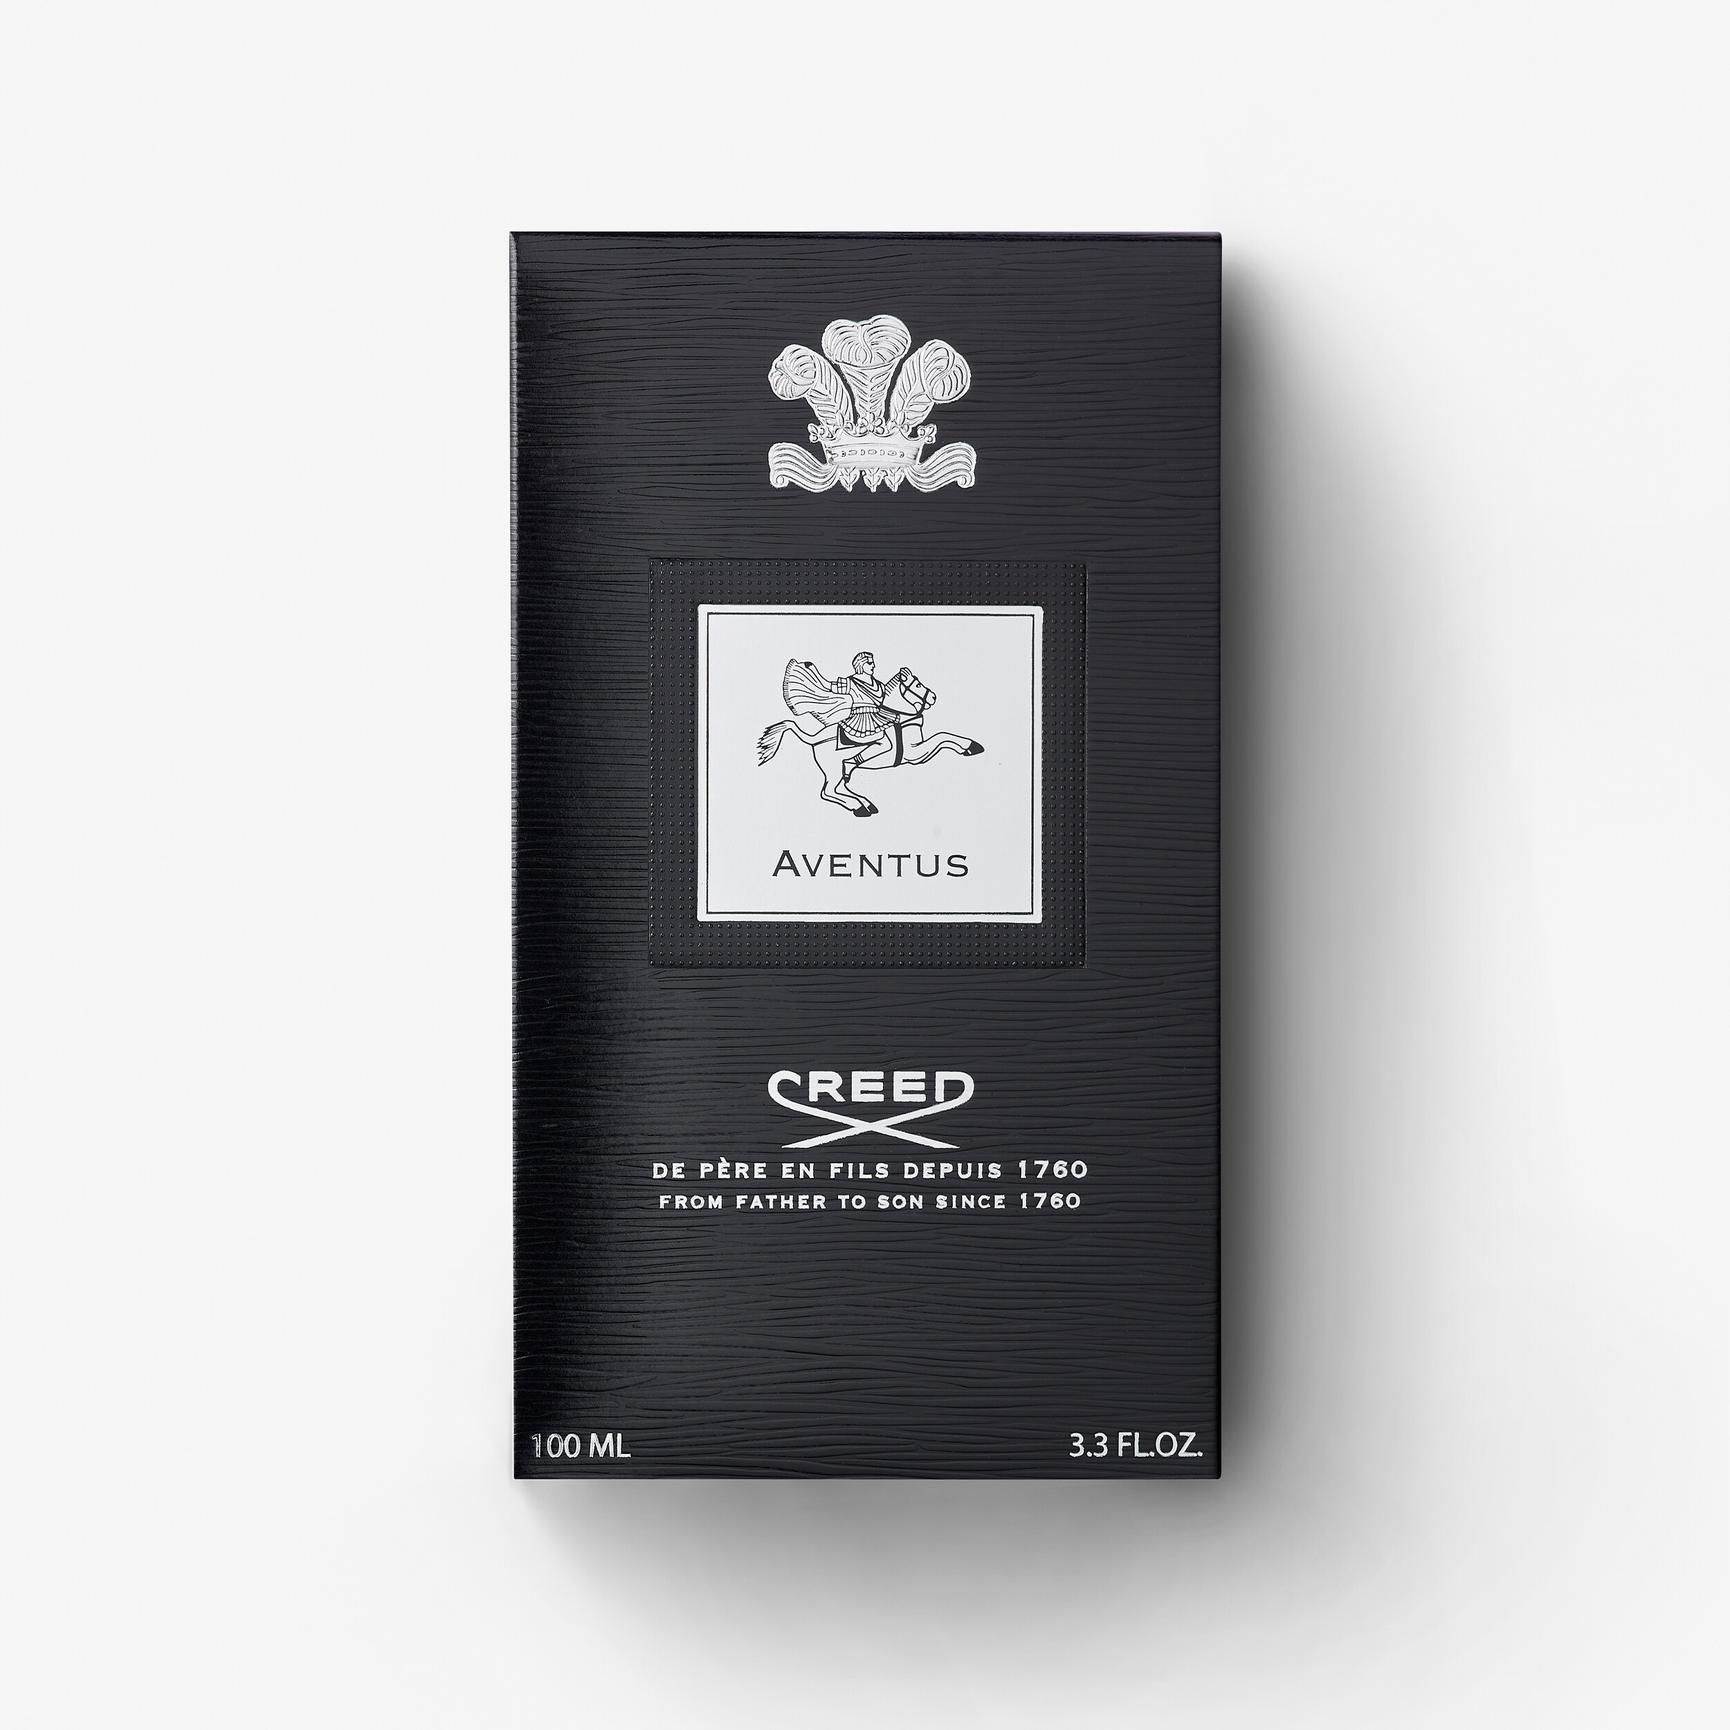 AVENTUS
CREED
DE PÈRE EN FILS DEPUIS 1760
FROM FATHER TO SON SINCE 1760
100 ML
3.3 FL.OZ.